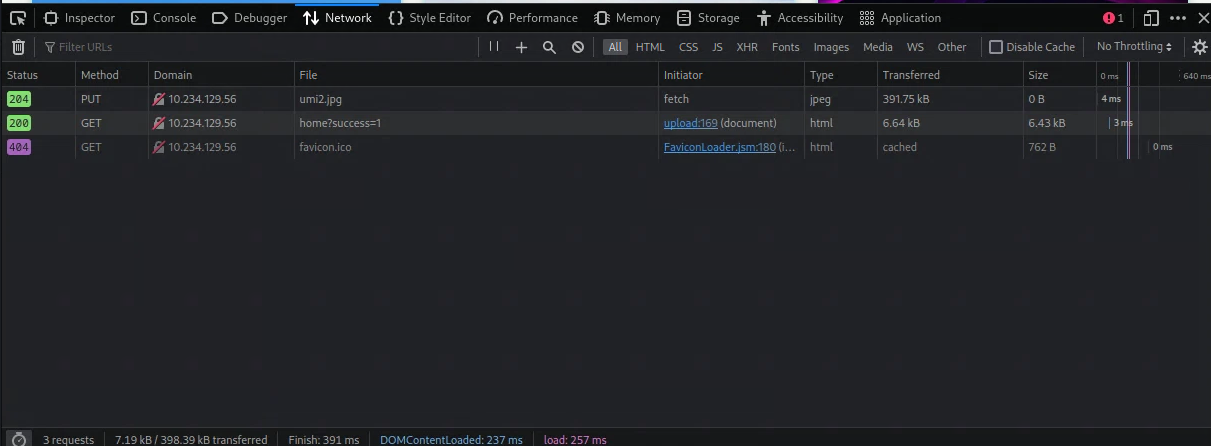 Inspector Console Debugger Network Style Editor Performance Memory Storage Accessibility Application 1
Filter URLs All HTML CSS JS XHR Fonts Images Media WS Other Disable Cache No Throttling
Status Method Domain File Initiator Type Transferred Size 0 ms 640 ms
204 PUT 10.234.129.56 umi2.jpg fetch jpeg 391.75 kB 0 B 4 ms
200 GET 10.234.129.56 home?success=1 upload:169 (document) html 6.64 kB 6.43 kB 3 ms
404 GET 10.234.129.56 favicon.ico FaviconLoader.jsm:180 (i... html cached 762 B 0 ms
3 requests 7.19 kB / 398.39 kB transferred Finish: 391 ms DOMContentLoaded: 237 ms load: 257 ms